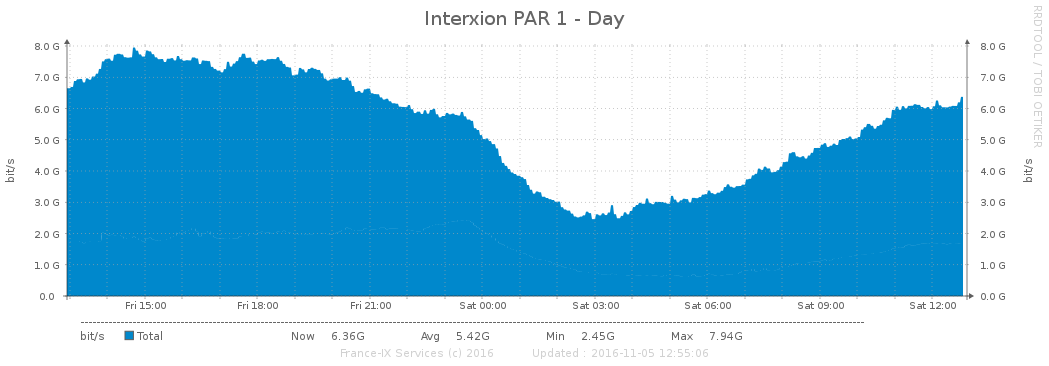 Interxion PAR 1 - Day
RRDTOOL / TOBI OETIKER
bit/s
8.0 G 8.0 G
7.0 G 7.0 G
6.0 G 6.0 G
5.0 G 5.0 G
4.0 G 4.0 G
3.0 G 3.0 G
2.0 G 2.0 G
1.0 G 1.0 G
0.0 0.0 G
bit/s
Fri 15:00 Fri 18:00 Fri 21:00 Sat 00:00 Sat 03:00 Sat 06:00 Sat 09:00 Sat 12:00
bit/s Total Now 6.36G Avg 5.42G Min 2.45G Max 7.94G
France-IX Services (c) 2016 Updated : 2016-11-05 12:55:06